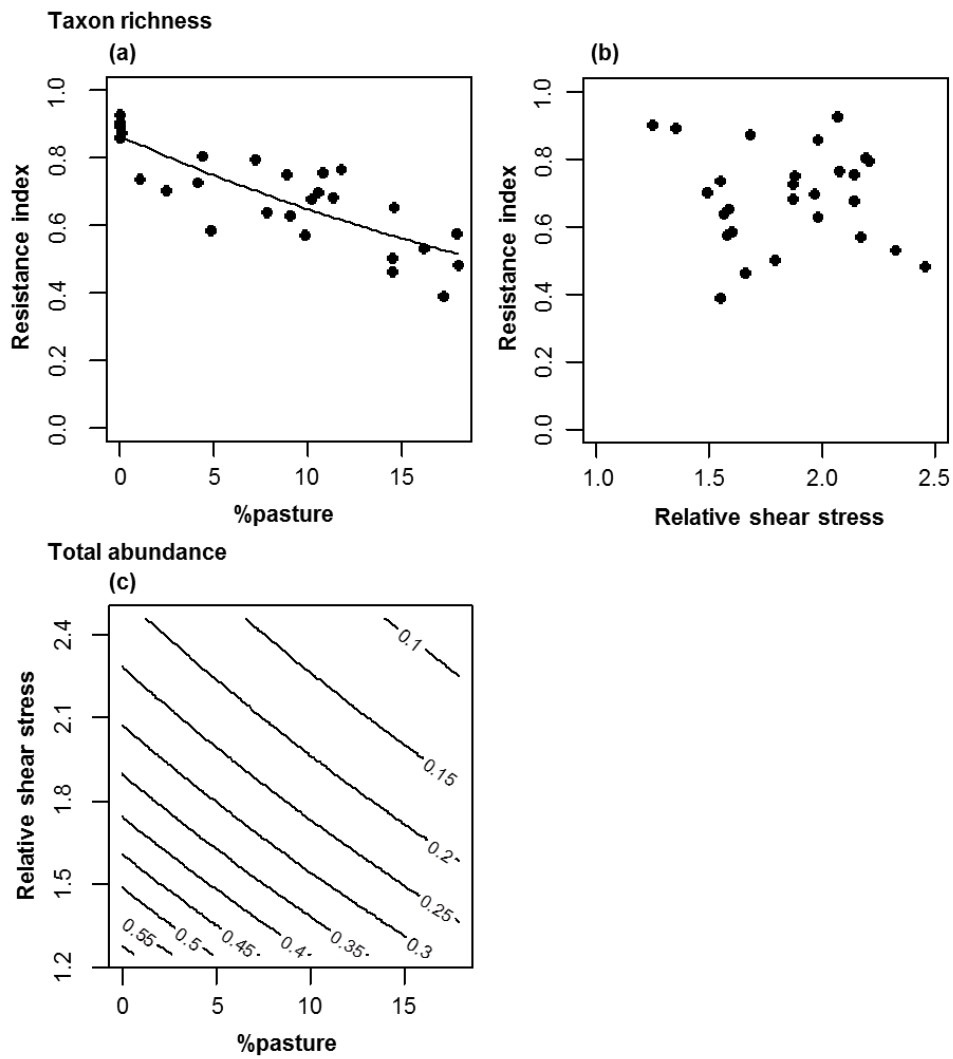 Taxon richness
(a)
(b)
Resistance index
0.0 0.2 0.4 0.6 0.8 1.0
0 5 10 15
%pasture
Resistance index
0.0 0.2 0.4 0.6 0.8 1.0
1.0 1.5 2.0 2.5
Relative shear stress
Total abundance
(c)
Relative shear stress
1.2 1.5 1.8 2.1 2.4
0.1
0.15
0.2
0.25
0.55 0.5 0.45 0.4 0.35 0.3
0 5 10 15
%pasture